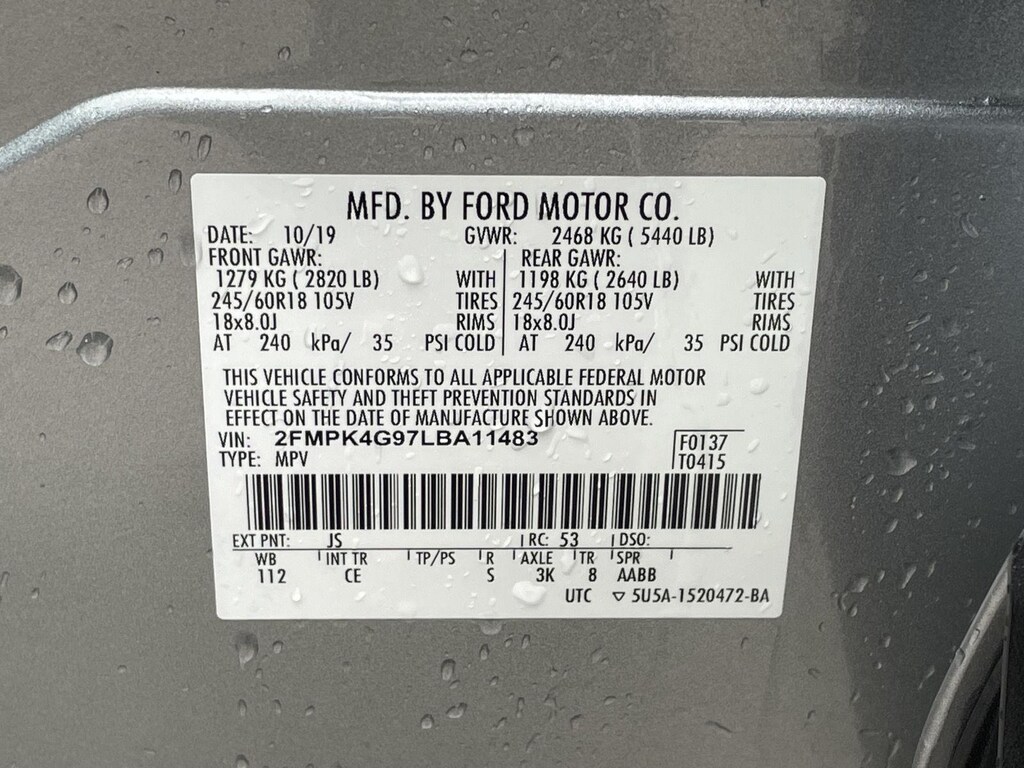 MFD. BY FORD MOTOR CO.
DATE: 10/19 GVWR: 2468 KG ( 5440 LB)
FRONT GAWR: REAR GAWR:
1279 KG ( 2820 LB) WITH 1198 KG ( 2640 LB) WITH
245/60R18 105V TIRES 245/60R18 105V TIRES
18x8.0J RIMS 18x8.0J RIMS
AT 240 kPa/ 35 PSI COLD AT 240 kPa/ 35 PSI COLD
THIS VEHICLE CONFORMS TO ALL APPLICABLE FEDERAL MOTOR
VEHICLE SAFETY AND THEFT PREVENTION STANDARDS IN
EFFECT ON THE DATE OF MANUFACTURE SHOWN ABOVE.
VIN: 2FMPK4G97LBA11483 F0137
TYPE: MPV T0415
EXT PNT: JS RC: 53 DSO:
WB INT TR TP/PS R AXLE TR SPR
112 CE S 3K 8 AABB
UTC ▽ 5U5A-1520472-BA